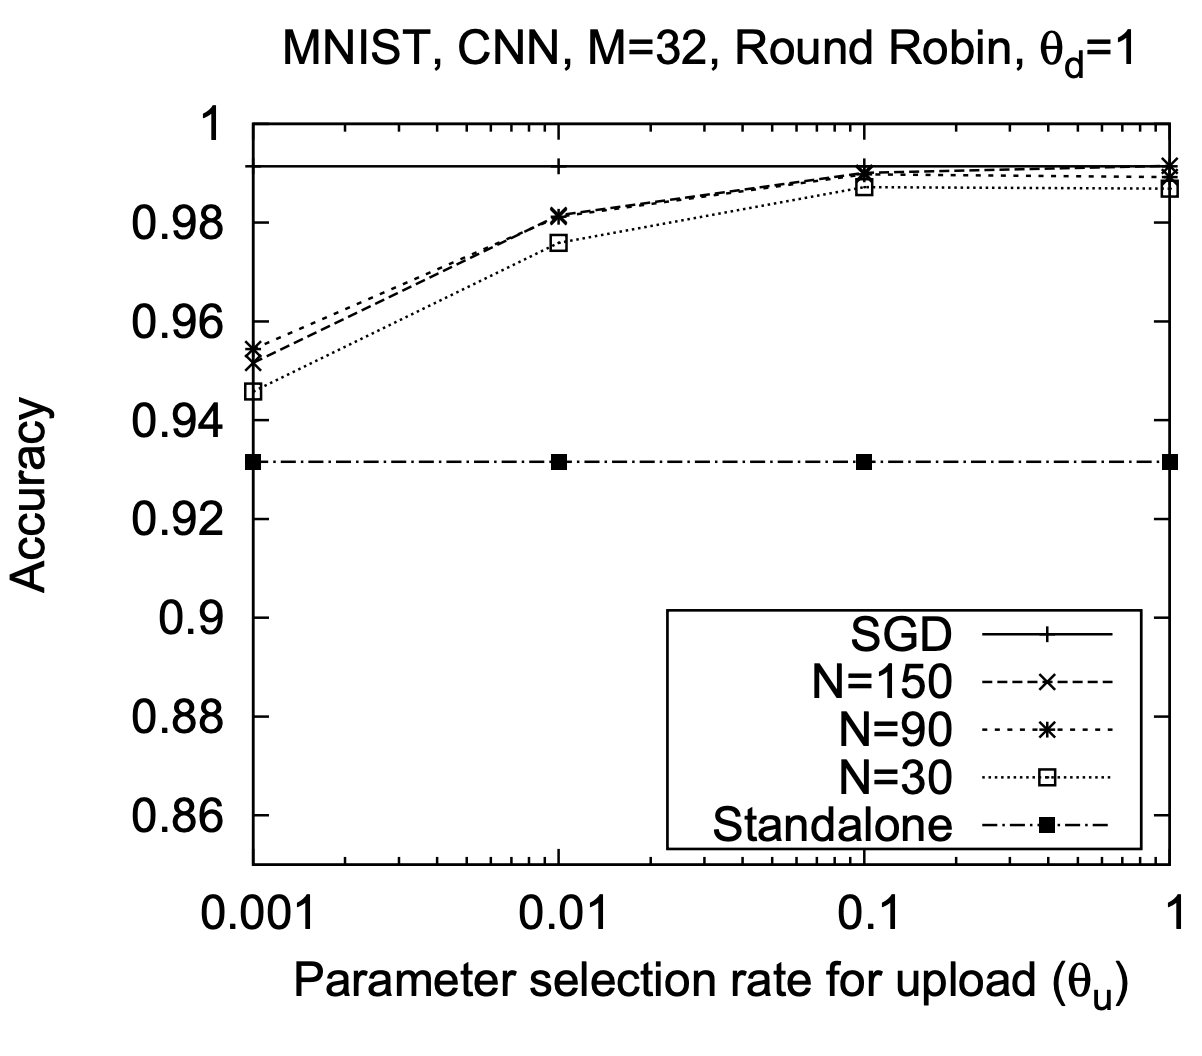 MNIST, CNN, M=32, Round Robin, θd=1
1
0.98
0.96
0.94
0.92
0.9
0.88
0.86
Accuracy
SGD
N=150
N=90
N=30
Standalone
0.001 0.01 0.1 1
Parameter selection rate for upload (θu)